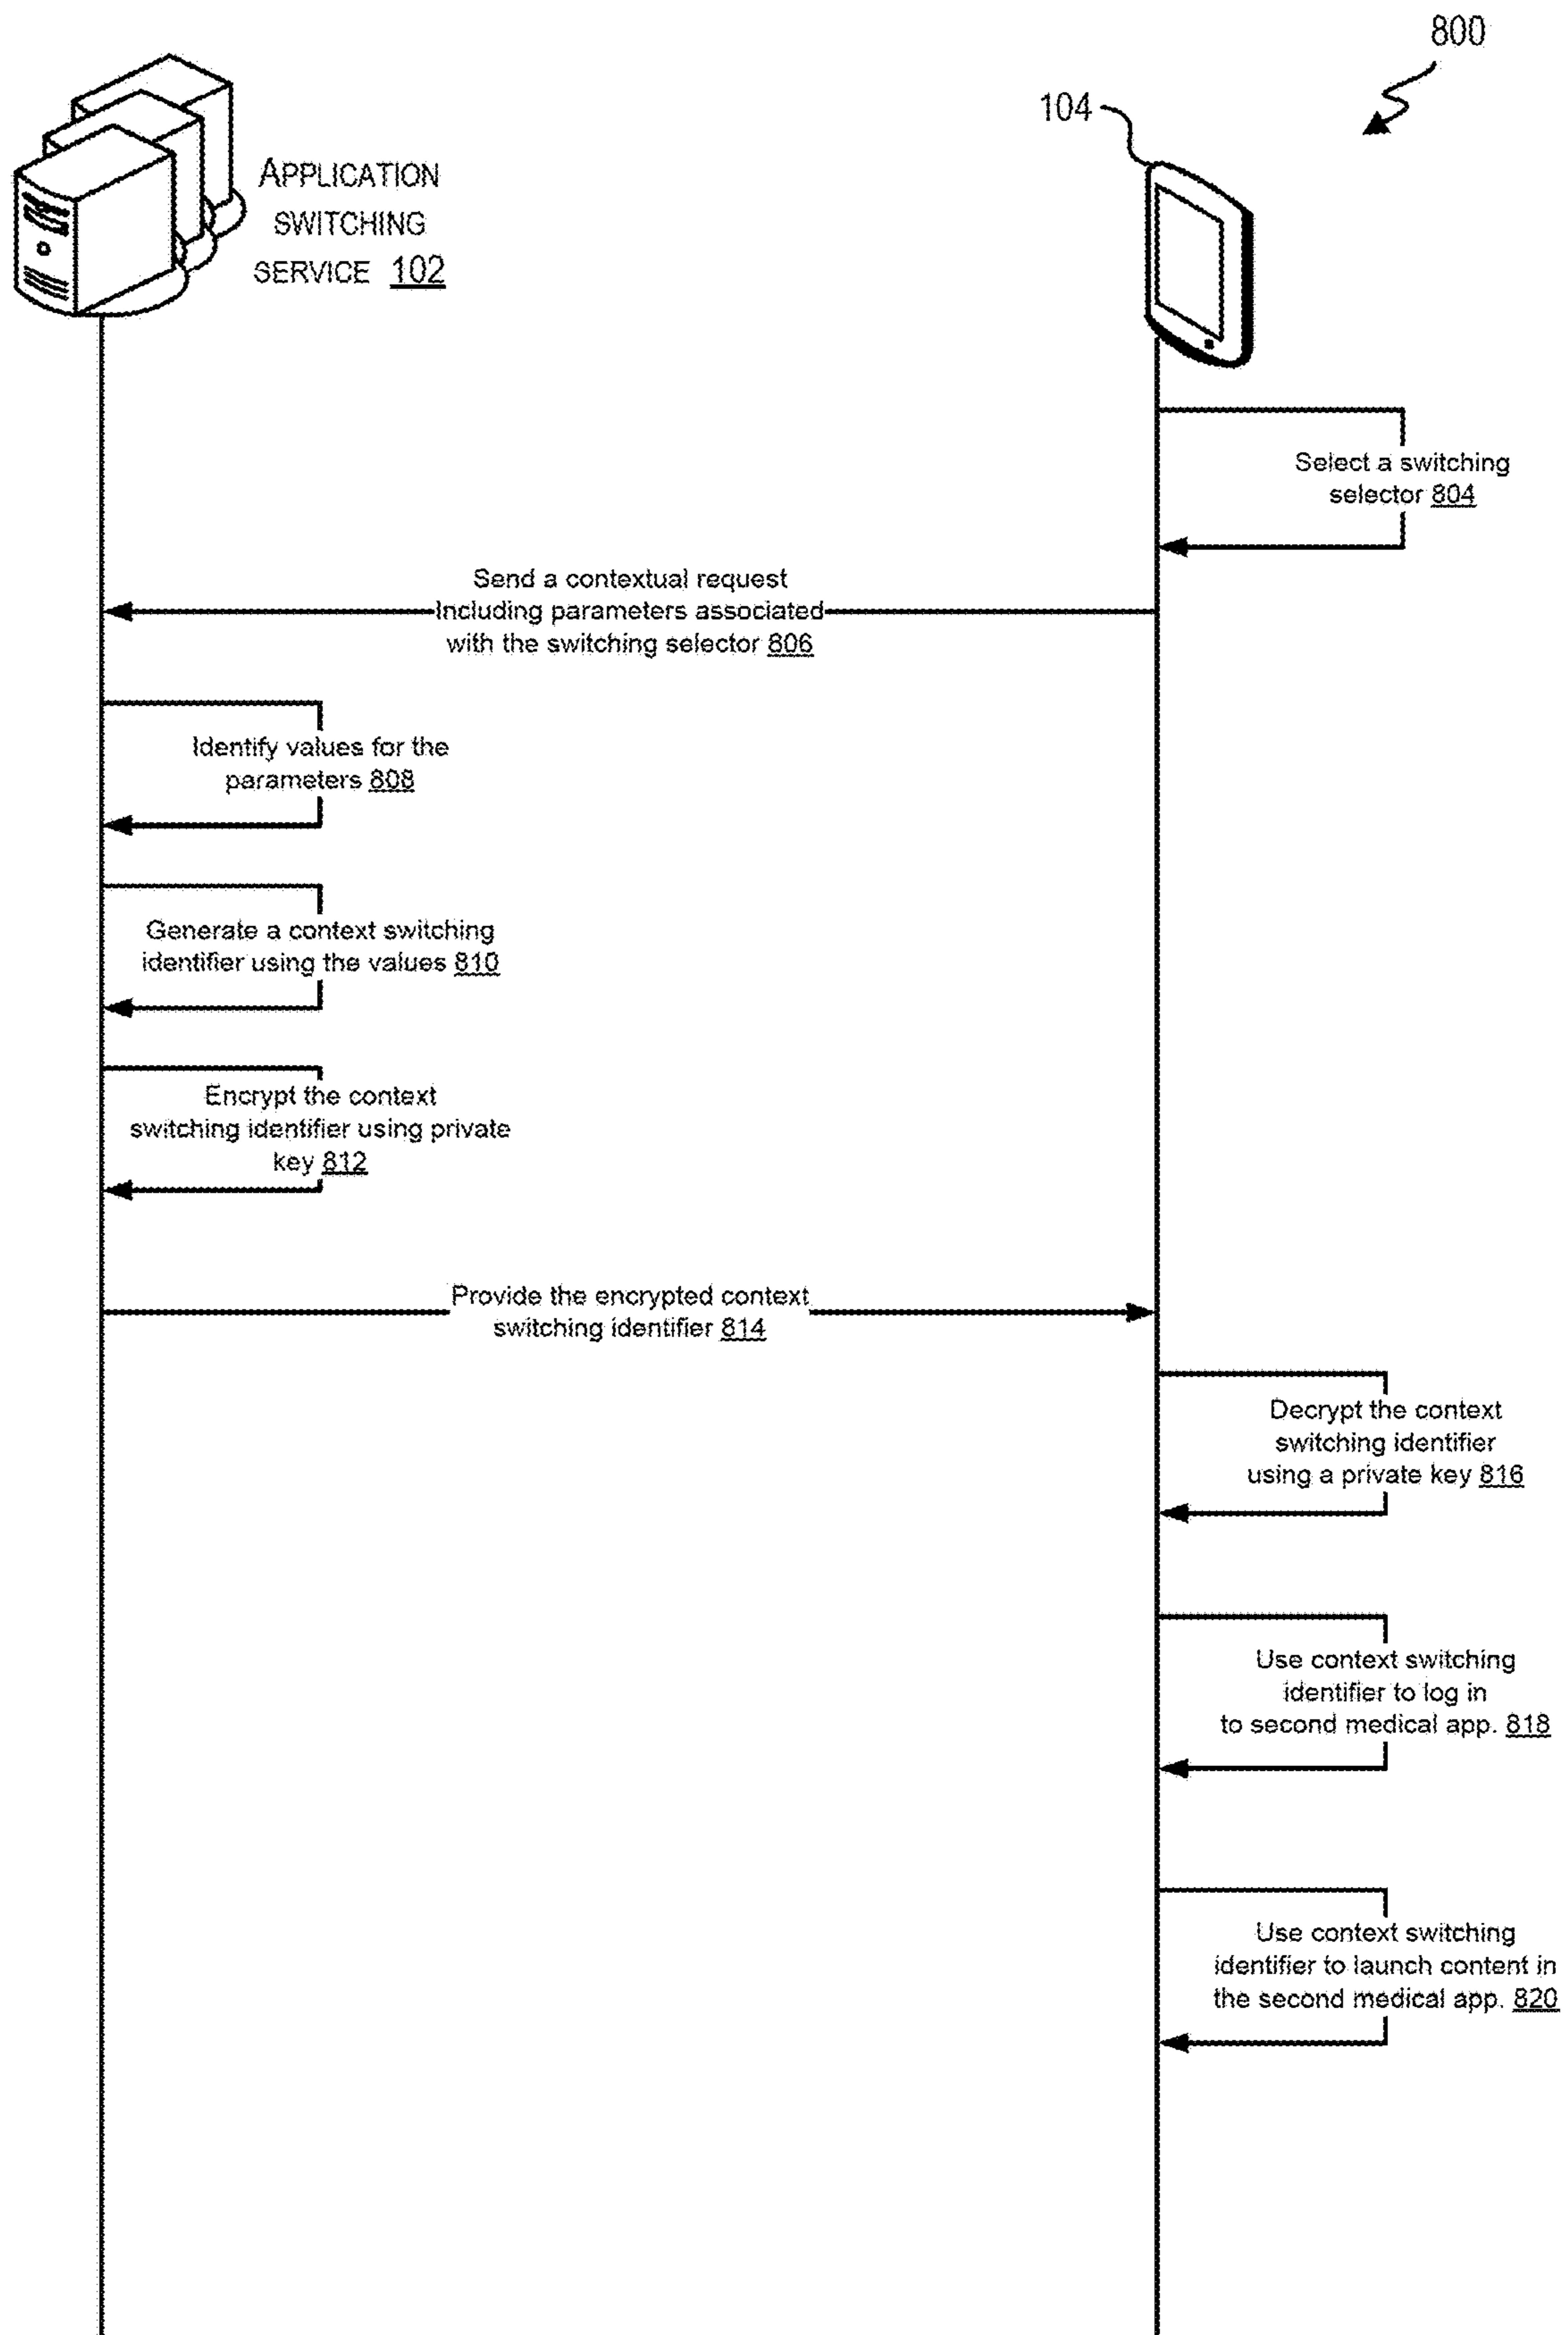 800
104
APPLICATION
SWITCHING
SERVICE 102
Select a switching
selector 804
Send a contextual request
Including parameters associated
with the switching selector 806
Identify values for the
parameters 808
Generate a context switching
identifier using the values 810
Encrypt the context
switching identifier using private
key 812
Provide the encrypted context
switching identifier 814
Decrypt the context
switching identifier
using a private key 816
Use context switching
identifier to log in
to second medical app. 818
Use context switching
identifier to launch content in
the second medical app. 820